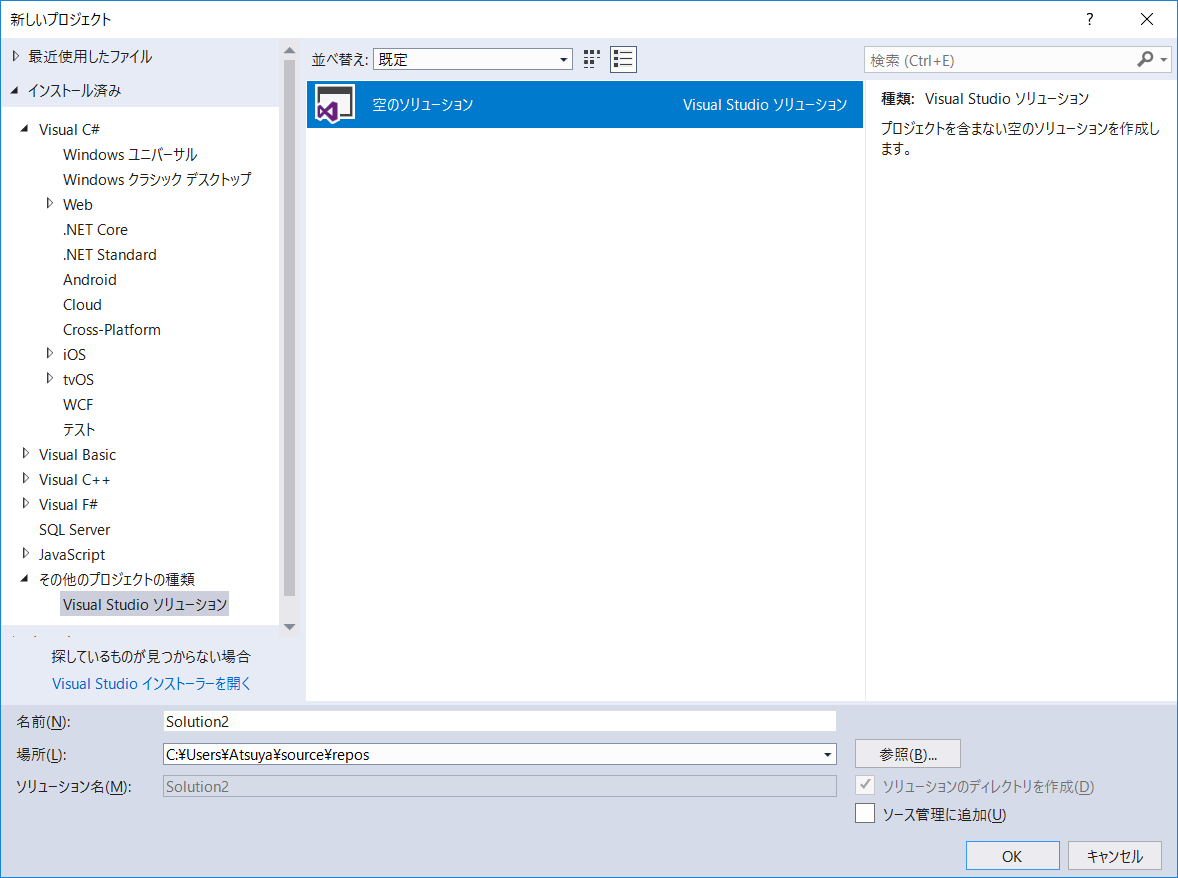 新しいプロジェクト
?
最近使用したファイル
インストール済み
Visual C#
Windows ユニバーサル
Windows クラシック デスクトップ
Web
.NET Core
.NET Standard
Android
Cloud
Cross-Platform
iOS
tvOS
WCF
テスト
Visual Basic
Visual C++
Visual F#
SQL Server
JavaScript
その他のプロジェクトの種類
Visual Studio ソリューション
探しているものが見つからない場合
Visual Studio インストーラーを開く
並べ替え: 既定
空のソリューション Visual Studio ソリューション
検索 (Ctrl+E)
種類: Visual Studio ソリューション
プロジェクトを含まない空のソリューションを作成し
ます。
名前(N): Solution2
場所(L): C:¥Users¥Atsuya¥source¥repos 参照(B)...
ソリューション名(M): Solution2 ソリューションのディレクトリを作成(D)
ソース管理に追加(U)
OK キャンセル